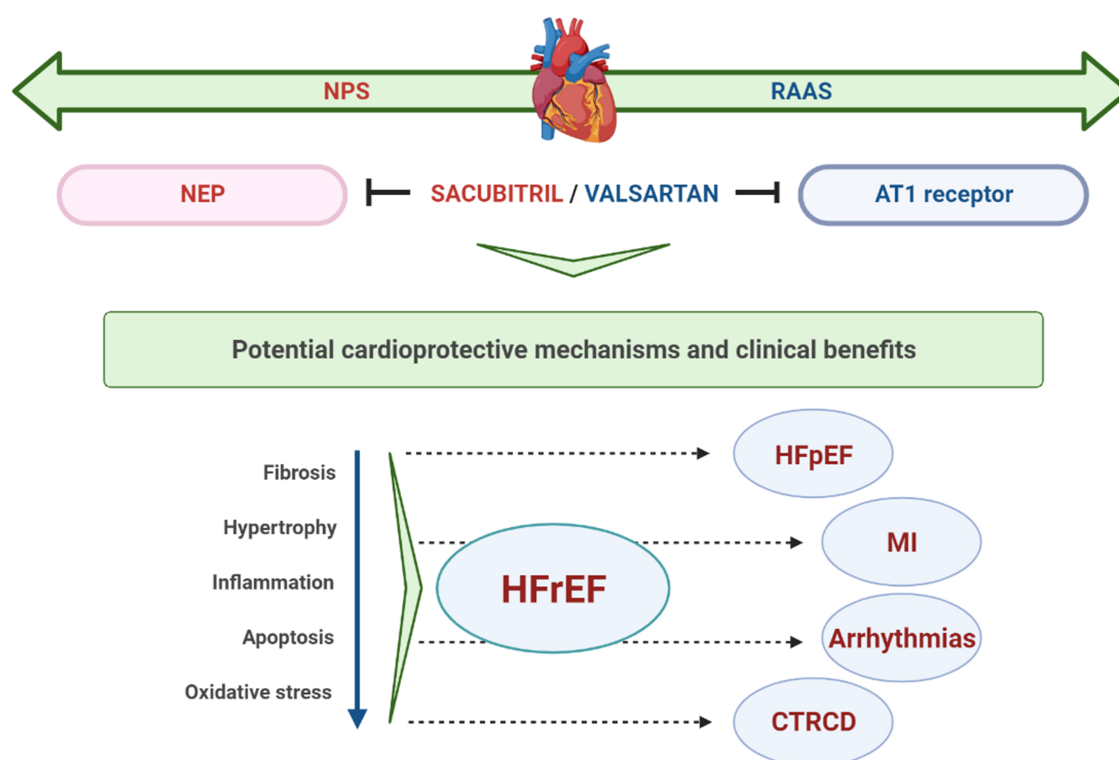 NPS
RAAS
NEP
SACUBITRIL / VALSARTAN
AT1 receptor
Potential cardioprotective mechanisms and clinical benefits
Fibrosis
Hypertrophy
Inflammation
Apoptosis
Oxidative stress
HFrEF
HFpEF
MI
Arrhythmias
CTRCD